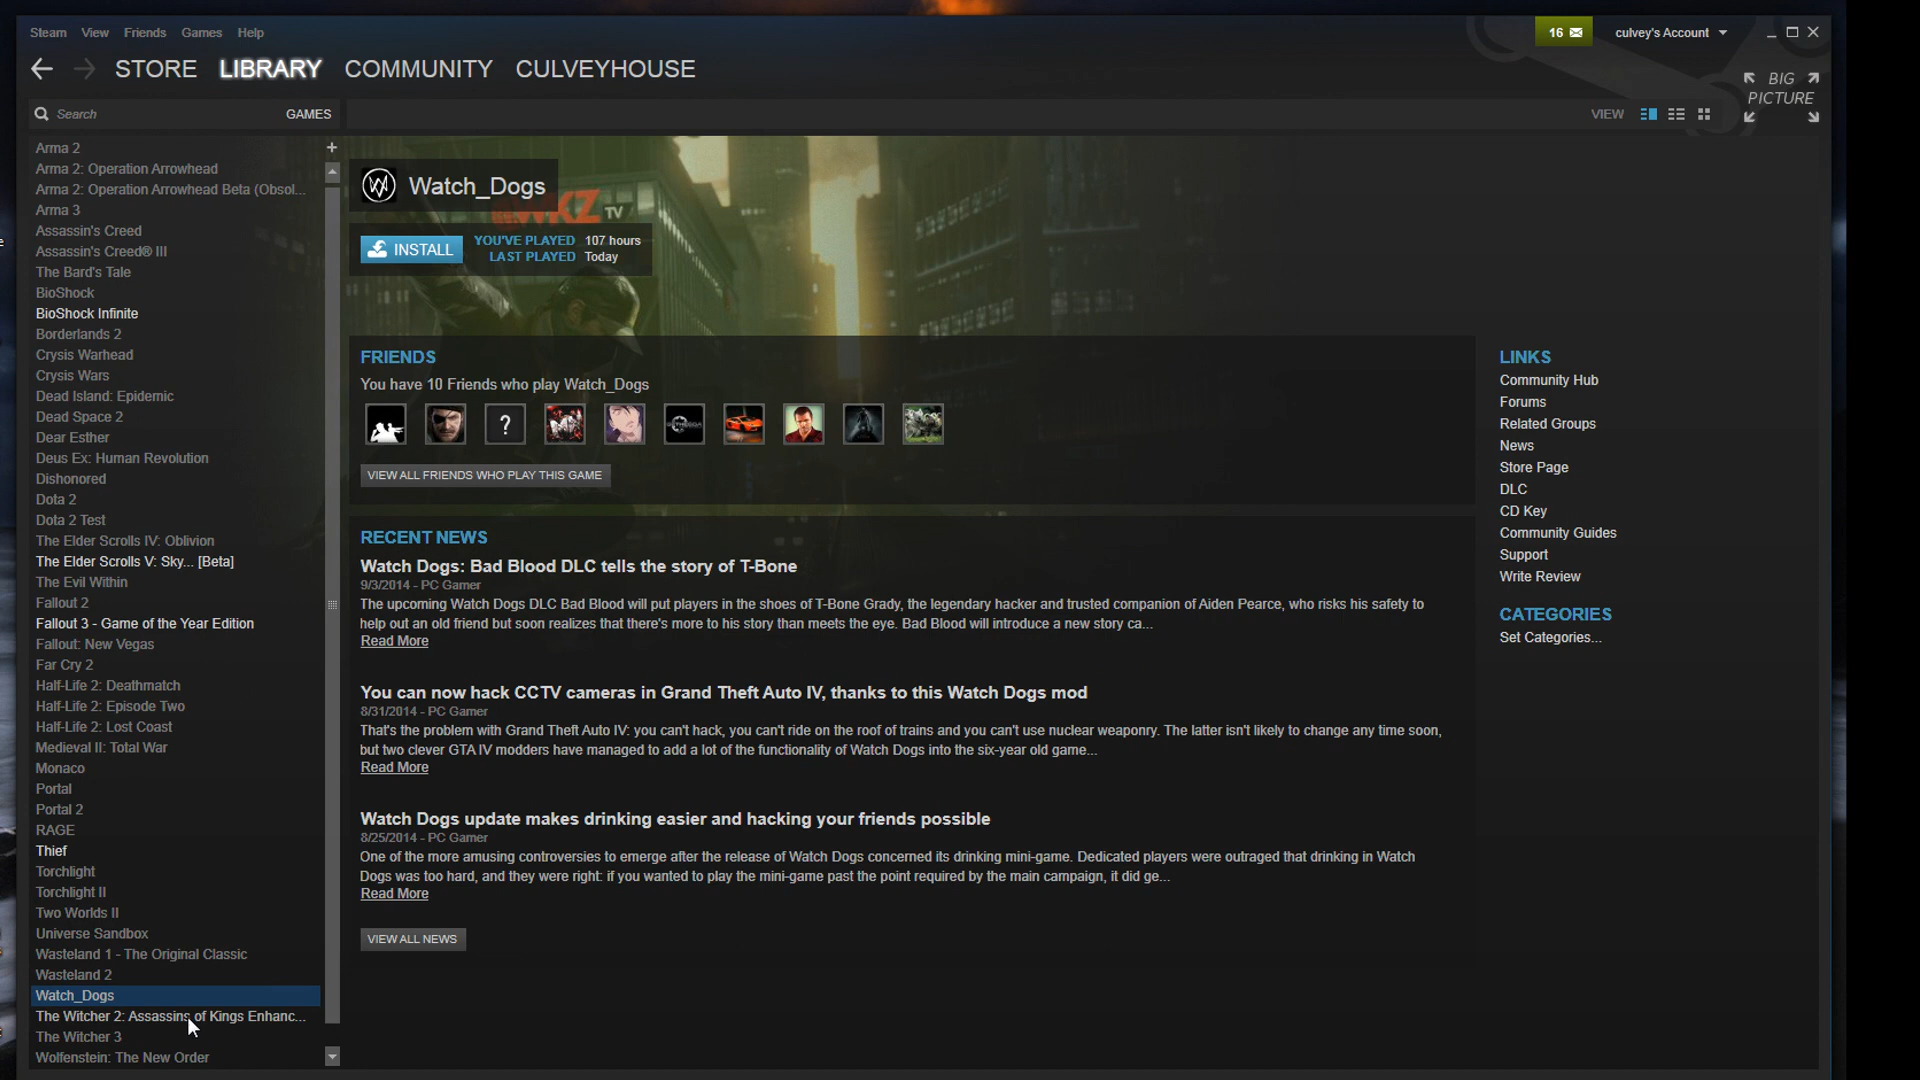 Steam View Friends Games Help
16 culvey's Account
STORE LIBRARY COMMUNITY CULVEYHOUSE
BIG PICTURE
Search GAMES
VIEW
Arma 2
Arma 2: Operation Arrowhead
Arma 2: Operation Arrowhead Beta (Obsol...
Arma 3
Assassin's Creed
Assassin's Creed® III
The Bard's Tale
BioShock
BioShock Infinite
Borderlands 2
Crysis Warhead
Crysis Wars
Dead Island: Epidemic
Dead Space 2
Dear Esther
Deus Ex: Human Revolution
Dishonored
Dota 2
Dota 2 Test
The Elder Scrolls IV: Oblivion
The Elder Scrolls V: Sky... [Beta]
The Evil Within
Fallout 2
Fallout 3 - Game of the Year Edition
Fallout: New Vegas
Far Cry 2
Half-Life 2: Deathmatch
Half-Life 2: Episode Two
Half-Life 2: Lost Coast
Medieval II: Total War
Monaco
Portal
Portal 2
RAGE
Thief
Torchlight
Torchlight II
Two Worlds II
Universe Sandbox
Wasteland 1 - The Original Classic
Wasteland 2
Watch_Dogs
The Witcher 2: Assassins of Kings Enhanc...
The Witcher 3
Wolfenstein: The New Order
Watch_Dogs
WKZ TV
INSTALL
YOU'VE PLAYED 107 hours
LAST PLAYED Today
FRIENDS
You have 10 Friends who play Watch_Dogs
?
VIEW ALL FRIENDS WHO PLAY THIS GAME
RECENT NEWS
Watch Dogs: Bad Blood DLC tells the story of T-Bone
9/3/2014 - PC Gamer
The upcoming Watch Dogs DLC Bad Blood will put players in the shoes of T-Bone Grady, the legendary hacker and trusted companion of Aiden Pearce, who risks his safety to
help out an old friend but soon realizes that there's more to his story than meets the eye. Bad Blood will introduce a new story ca...
Read More
You can now hack CCTV cameras in Grand Theft Auto IV, thanks to this Watch Dogs mod
8/31/2014 - PC Gamer
That's the problem with Grand Theft Auto IV: you can't hack, you can't ride on the roof of trains and you can't use nuclear weaponry. The latter isn't likely to change any time soon,
but two clever GTA IV modders have managed to add a lot of the functionality of Watch Dogs into the six-year old game...
Read More
Watch Dogs update makes drinking easier and hacking your friends possible
8/25/2014 - PC Gamer
One of the more amusing controversies to emerge after the release of Watch Dogs concerned its drinking mini-game. Dedicated players were outraged that drinking in Watch
Dogs was too hard, and they were right: if you wanted to play the mini-game past the point required by the main campaign, it did ge...
Read More
VIEW ALL NEWS
LINKS
Community Hub
Forums
Related Groups
News
Store Page
DLC
CD Key
Community Guides
Support
Write Review
CATEGORIES
Set Categories...